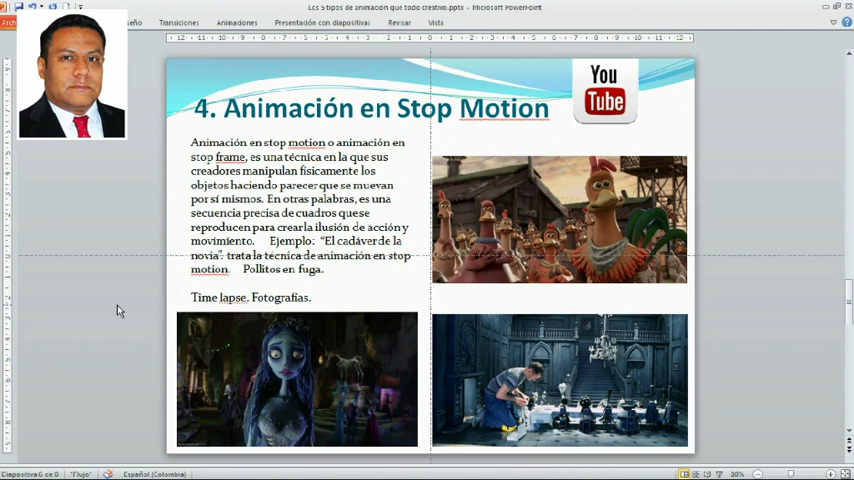 Los 5 tipos de animación que todo creativo.pptx - Microsoft PowerPoint
Transiciones Animaciones Presentación con diapositivas Revisar Vista
4. Animación en Stop Motion
You
Tube
Animación en stop motion o animación en
stop frame, es una técnica en la que sus
creadores manipulan físicamente los
objetos haciendo parecer que se muevan
por sí mismos. En otras palabras, es una
secuencia precisa de cuadros que se
reproducen para crear la ilusión de acción y
movimiento. Ejemplo: "El cadáver de la
novia". trata la técnica de animación en stop
motion. Pollitos en fuga.
Time lapse. Fotografías.
Diapositiva 6 de 8 "Flujo" Español (Colombia) 38%